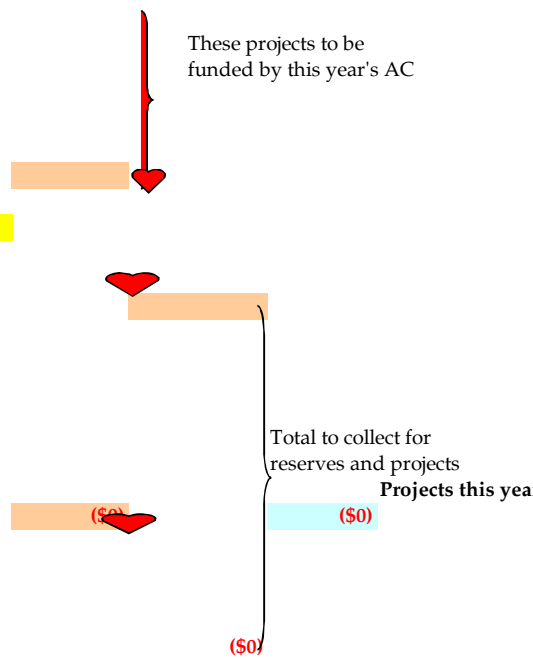 These projects to be
funded by this year's AC
Total to collect for
reserves and projects
Projects this year
($0)
($0)
($0)